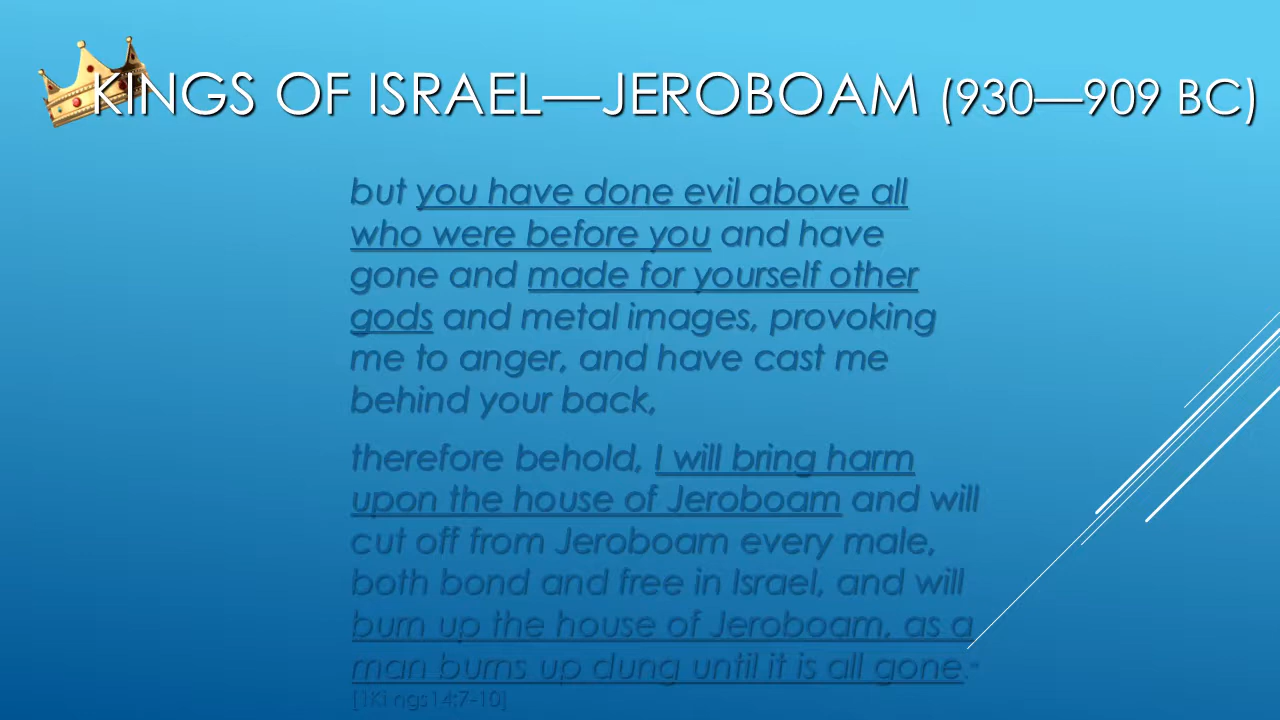 KINGS OF ISRAEL—JEROBOAM (930—909 BC)
but you have done evil above all
who were before you and have
gone and made for yourself other
gods and metal images, provoking
me to anger, and have cast me
behind your back,
therefore behold, I will bring harm
upon the house of Jeroboam and will
cut off from Jeroboam every male,
both bond and free in Israel, and will
burn up the house of Jeroboam, as a
man burns up dung until it is all gone."
[1Kings14:7-10]